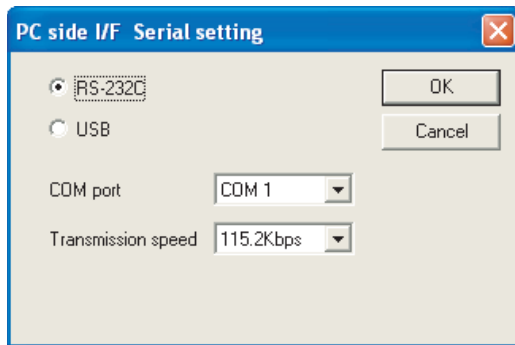 PC side I/F  Serial setting
RS-232C
OK
USB
Cancel
COM port
COM 1
Transmission speed
115.2Kbps